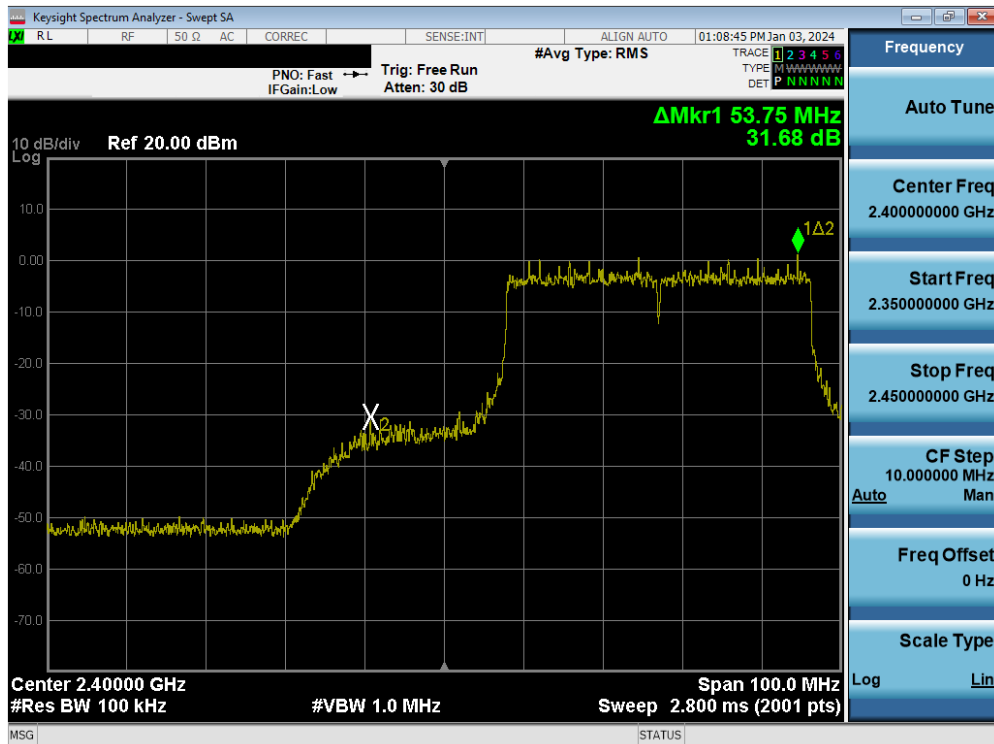 Keysight Spectrum Analyzer - Swept SA
LXI RL RF 50 Ω AC CORREC SENSE:INT ALIGN AUTO 01:08:45 PM Jan 03, 2024
PNO: Fast
IFGain:Low
Trig: Free Run
Atten: 30 dB
#Avg Type: RMS
TRACE 1 2 3 4 5 6
TYPE M W W W W W
DET P N N N N N
ΔMkr1 53.75 MHz
31.68 dB
10 dB/div Ref 20.00 dBm
Log
10.0
0.00
-10.0
-20.0
-30.0
-40.0
-50.0
-60.0
-70.0
1Δ2
2
Center 2.40000 GHz Span 100.0 MHz
#Res BW 100 kHz #VBW 1.0 MHz Sweep 2.800 ms (2001 pts)
MSG STATUS
Frequency
Auto Tune
Center Freq
2.400000000 GHz
Start Freq
2.350000000 GHz
Stop Freq
2.450000000 GHz
CF Step
10.000000 MHz
Auto Man
Freq Offset
0 Hz
Scale Type
Log Lin